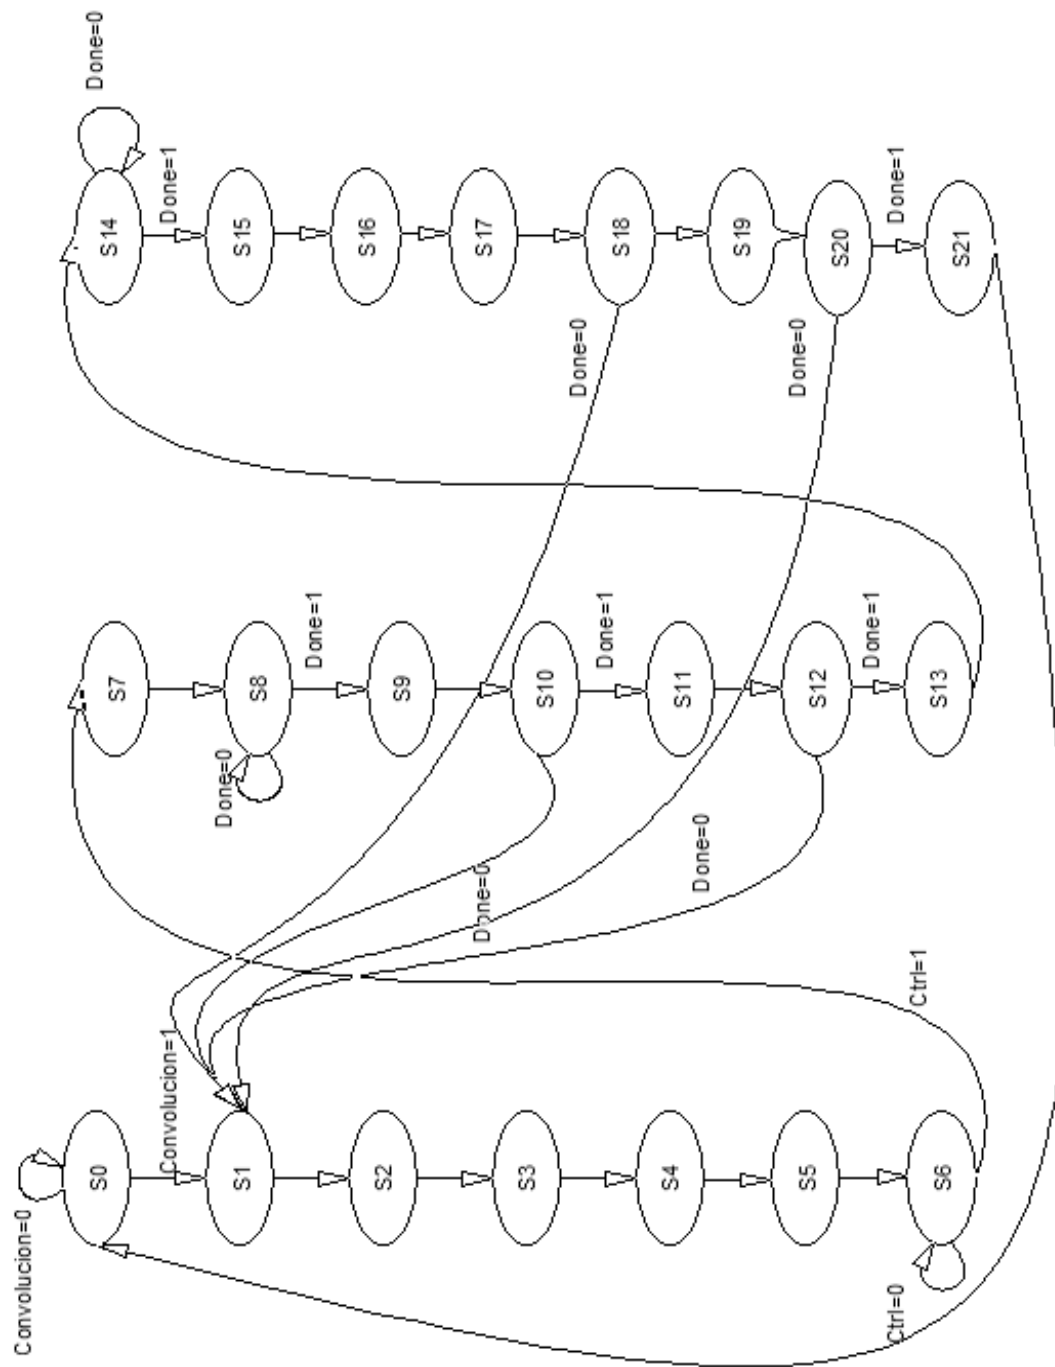 Convolucion=0
S0
Convolucion=1
S1
S2
S3
S4
S5
S6
Ctrl=0
Ctrl=1
S7
S8
Done=0
Done=1
S9
S10
Done=0
Done=1
S11
S12
Done=0
Done=1
S13
S14
Done=0
Done=1
S15
S16
S17
S18
Done=0
S19
S20
Done=0
Done=1
S21